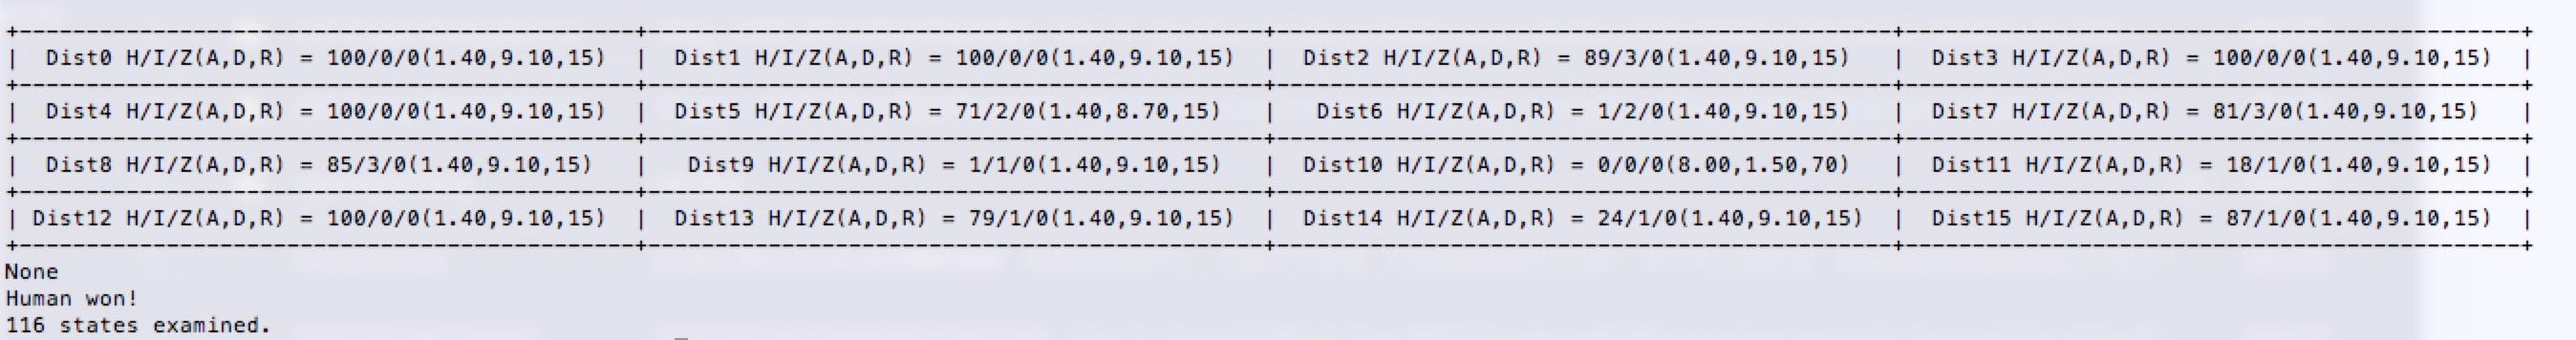 +----------------------------------------------+----------------------------------------------+----------------------------------------------+----------------------------------------------+
|  Dist0 H/I/Z(A,D,R) = 100/0/0(1.40,9.10,15)  |  Dist1 H/I/Z(A,D,R) = 100/0/0(1.40,9.10,15)  |  Dist2 H/I/Z(A,D,R) = 89/3/0(1.40,9.10,15)   |  Dist3 H/I/Z(A,D,R) = 100/0/0(1.40,9.10,15)  |
+----------------------------------------------+----------------------------------------------+----------------------------------------------+----------------------------------------------+
|  Dist4 H/I/Z(A,D,R) = 100/0/0(1.40,9.10,15)  |  Dist5 H/I/Z(A,D,R) = 71/2/0(1.40,8.70,15)   |   Dist6 H/I/Z(A,D,R) = 1/2/0(1.40,9.10,15)   |  Dist7 H/I/Z(A,D,R) = 81/3/0(1.40,9.10,15)   |
+----------------------------------------------+----------------------------------------------+----------------------------------------------+----------------------------------------------+
|  Dist8 H/I/Z(A,D,R) = 85/3/0(1.40,9.10,15)   |   Dist9 H/I/Z(A,D,R) = 1/1/0(1.40,9.10,15)   |  Dist10 H/I/Z(A,D,R) = 0/0/0(8.00,1.50,70)   |  Dist11 H/I/Z(A,D,R) = 18/1/0(1.40,9.10,15)  |
+----------------------------------------------+----------------------------------------------+----------------------------------------------+----------------------------------------------+
| Dist12 H/I/Z(A,D,R) = 100/0/0(1.40,9.10,15)  |  Dist13 H/I/Z(A,D,R) = 79/1/0(1.40,9.10,15)  |  Dist14 H/I/Z(A,D,R) = 24/1/0(1.40,9.10,15)  |  Dist15 H/I/Z(A,D,R) = 87/1/0(1.40,9.10,15)  |
+----------------------------------------------+----------------------------------------------+----------------------------------------------+----------------------------------------------+
None
Human won!
116 states examined.